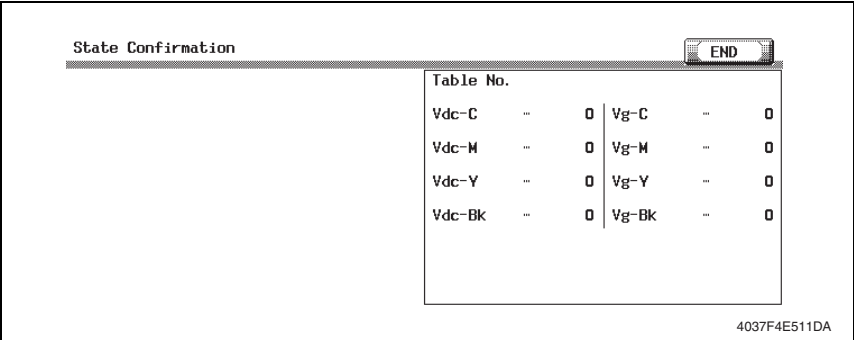 State Confirmation END
Table No.
Vdc-C ... 0 Vg-C ... 0
Vdc-M ... 0 Vg-M ... 0
Vdc-Y ... 0 Vg-Y ... 0
Vdc-Bk ... 0 Vg-Bk ... 0
4037F4E511DA